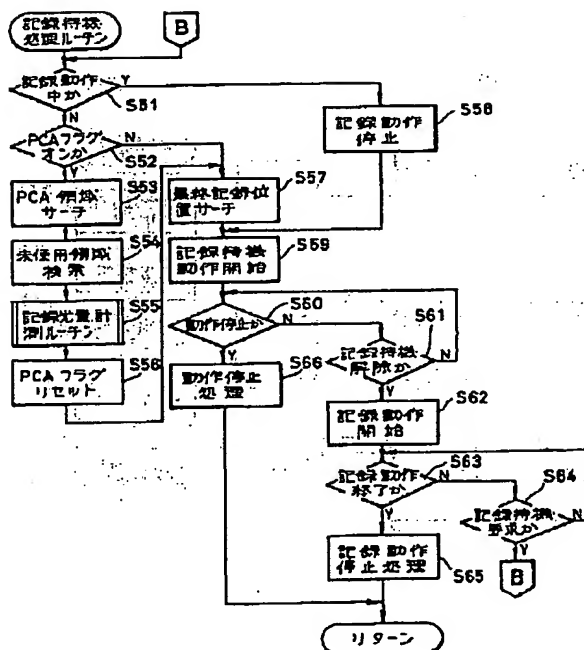 記録待機
処理ルーチン
B
記録動作
中か
Y
S51
N
PCAフラグ
オンか
N
S52
Y
PCA領域
サーチ
S53
未使用領域
検索
S54
記録光量計
測ルーチン
S55
PCAフラグ
リセット
S56
最終記録位
置サーチ
S57
記録動作
停止
S58
記録待機
動作開始
S59
動作停止か
S60
N
Y
動作停止
処理
S66
記録待機
解除か
S61
N
Y
記録動作
開始
S62
記録動作
終了か
S63
N
Y
記録待機
要求か
S64
N
Y
B
記録動作
停止処理
S65
リターン